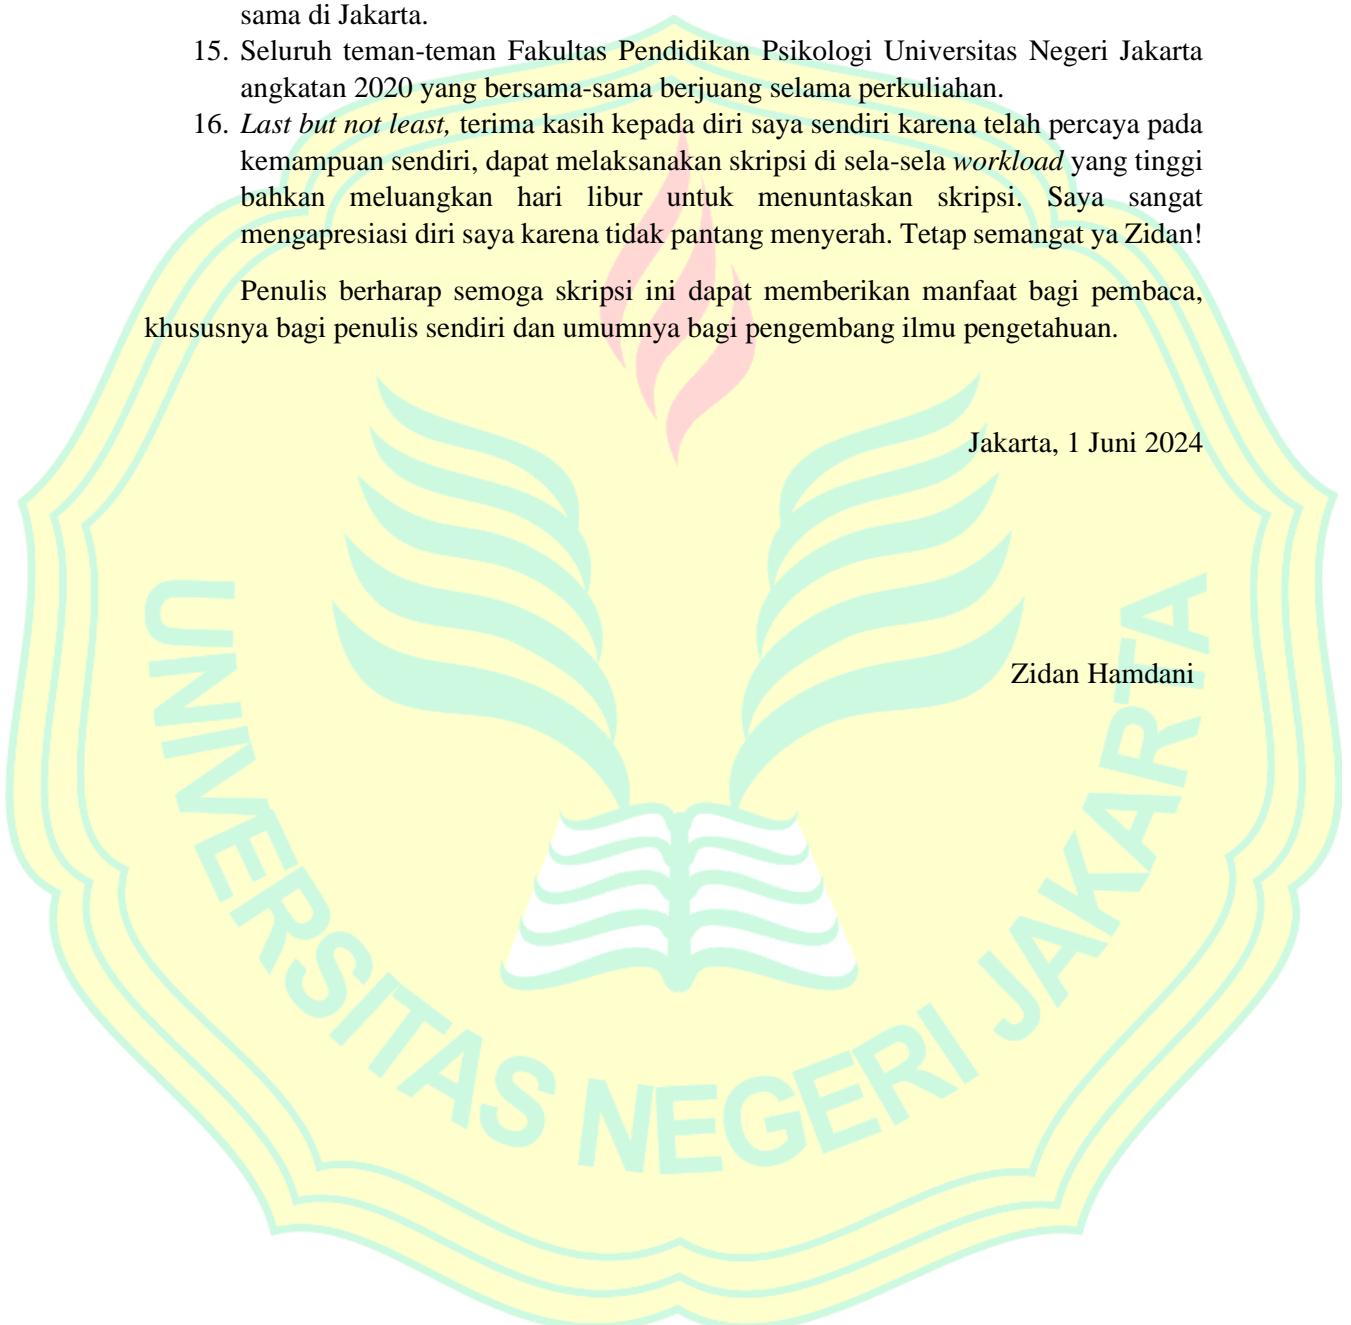 sama di Jakarta.
15. Seluruh teman-teman Fakultas Pendidikan Psikologi Universitas Negeri Jakarta
angkatan 2020 yang bersama-sama berjuang selama perkuliahan.
16. Last but not least, terima kasih kepada diri saya sendiri karena telah percaya pada
kemampuan sendiri, dapat melaksanakan skripsi di sela-sela workload yang tinggi
bahkan meluangkan hari libur untuk menuntaskan skripsi. Saya sangat
mengapresiasi diri saya karena tidak pantang menyerah. Tetap semangat ya Zidan!
Penulis berharap semoga skripsi ini dapat memberikan manfaat bagi pembaca,
khususnya bagi penulis sendiri dan umumnya bagi pengembang ilmu pengetahuan.
Jakarta, 1 Juni 2024
Zidan Hamdani
UNIVERSITAS NEGERI JAKARTA